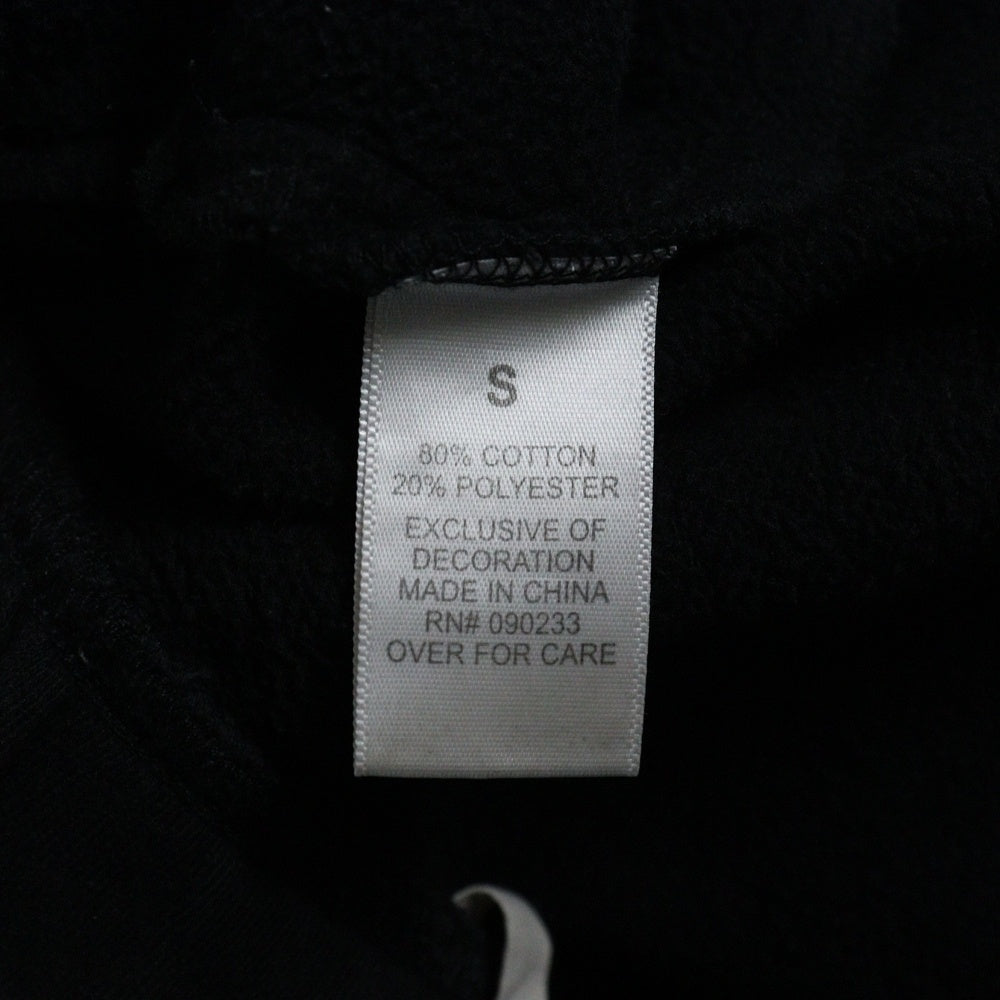 S
80% COTTON
20% POLYESTER
EXCLUSIVE OF
DECORATION
MADE IN CHINA
RN# 090233
OVER FOR CARE